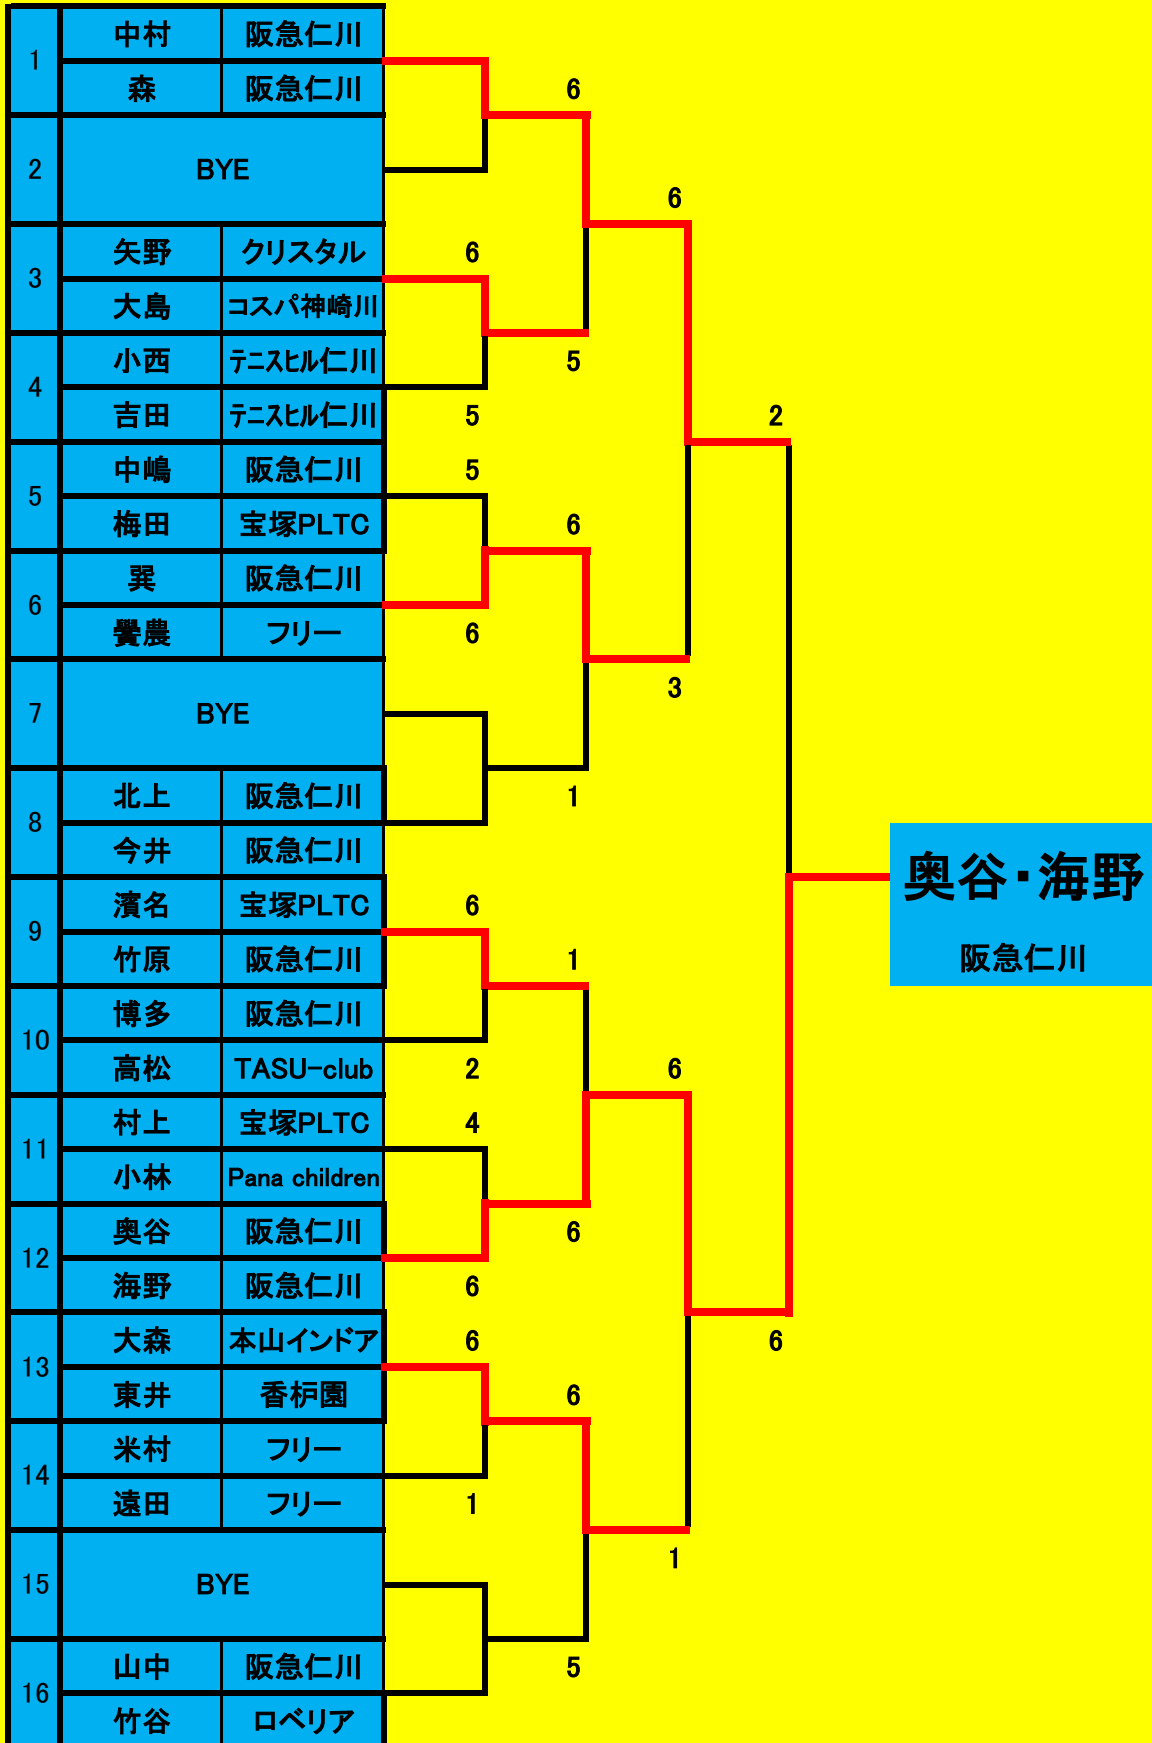 1 中村 阪急仁川
森 阪急仁川
6
2 BYE
6
3 矢野 クリスタル 6
大島 コスパ神崎川
4 小西 テニスヒル仁川 5
吉田 テニスヒル仁川 5 2
5 中嶋 阪急仁川 5
梅田 宝塚PLTC 6
6 巽 阪急仁川
饗農 フリー 6
3
7 BYE
8 北上 阪急仁川 1
今井 阪急仁川
奥谷・海野
9 濱名 宝塚PLTC 6
竹原 阪急仁川 1
阪急仁川
10 博多 阪急仁川
高松 TASU-club 2 6
11 村上 宝塚PLTC 4
小林 Pana children
12 奥谷 阪急仁川 6
海野 阪急仁川 6
13 大森 本山インドア 6 6
東井 香枦園 6
14 米村 フリー
遠田 フリー 1
1
15 BYE
16 山中 阪急仁川 5
竹谷 ロベリア